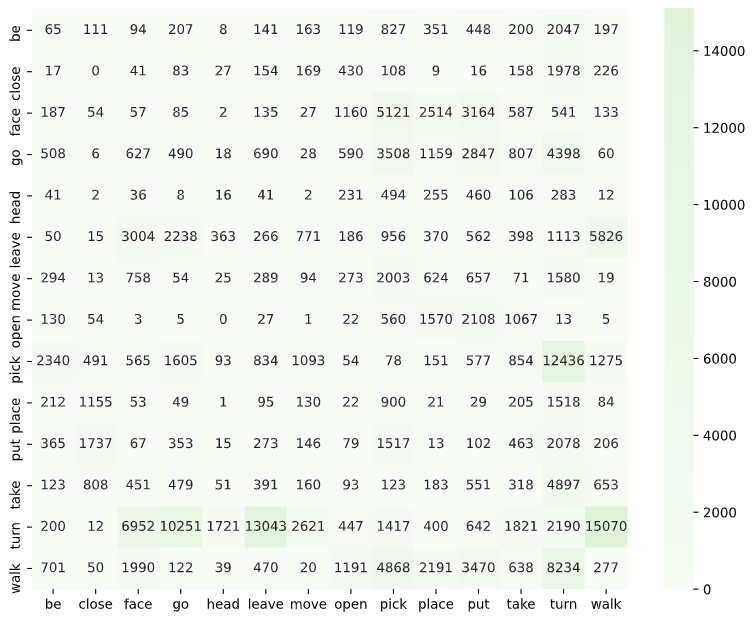 be 65 111 94 207 8 141 163 119 827 351 448 200 2047 197
close 17 0 41 83 27 154 169 430 108 9 16 158 1978 226
face 187 54 57 85 2 135 27 1160 5121 2514 3164 587 541 133
go 508 6 627 490 18 690 28 590 3508 1159 2847 807 4398 60
head 41 2 36 8 16 41 2 231 494 255 460 106 283 12
leave 50 15 3004 2238 363 266 771 186 956 370 562 398 1113 5826
move 294 13 758 54 25 289 94 273 2003 624 657 71 1580 19
open 130 54 3 5 0 27 1 22 560 1570 2108 1067 13 5
pick 2340 491 565 1605 93 834 1093 54 78 151 577 854 12436 1275
place 212 1155 53 49 1 95 130 22 900 21 29 205 1518 84
put 365 1737 67 353 15 273 146 79 1517 13 102 463 2078 206
take 123 808 451 479 51 391 160 93 123 183 551 318 4897 653
turn 200 12 6952 10251 1721 13043 2621 447 1417 400 642 1821 2190 15070
walk 701 50 1990 122 39 470 20 1191 4868 2191 3470 638 8234 277
be close face go head leave move open pick place put take turn walk
14000
12000
10000
8000
6000
4000
2000
0